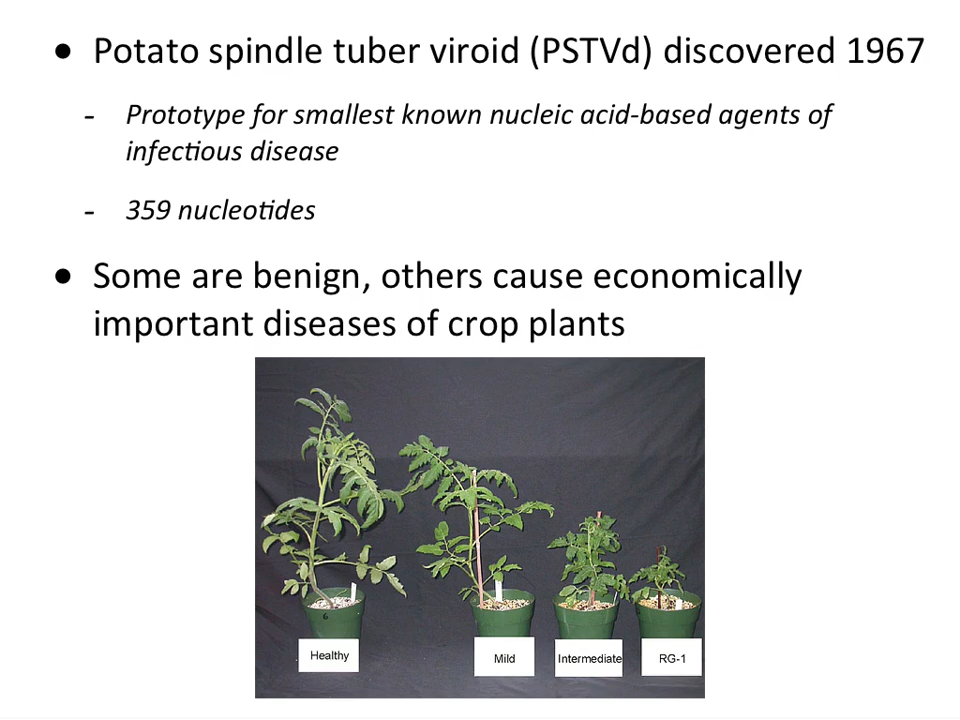 ● Potato spindle tuber viroid (PSTVd) discovered 1967
- Prototype for smallest known nucleic acid-based agents of
infectious disease
- 359 nucleotides
● Some are benign, others cause economically
important diseases of crop plants
6
Healthy
Mild
Intermediate
RG-1